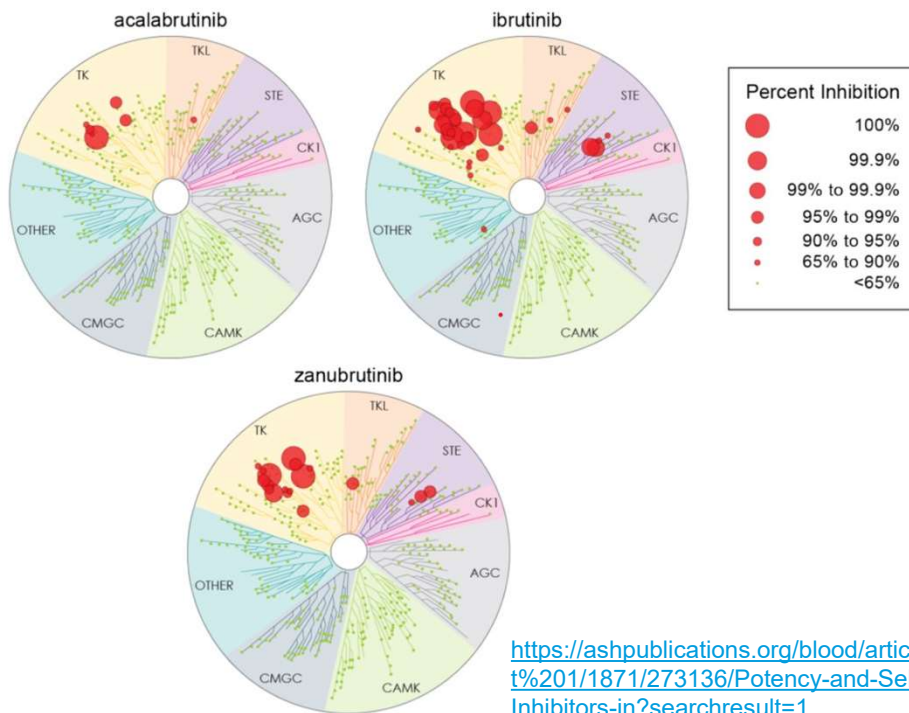 acalabrutinib
TK
TKL
STE
CK1
AGC
CAMK
CMGC
OTHER
ibrutinib
TK
TKL
STE
CK1
AGC
CAMK
CMGC
OTHER
Percent Inhibition
100%
99.9%
99% to 99.9%
95% to 99%
90% to 95%
65% to 90%
<65%
zanubrutinib
TK
TKL
STE
CK1
AGC
CAMK
CMGC
OTHER
https://ashpublications.org/blood/artic
t%201/1871/273136/Potency-and-Se
Inhibitors-in?searchresult=1